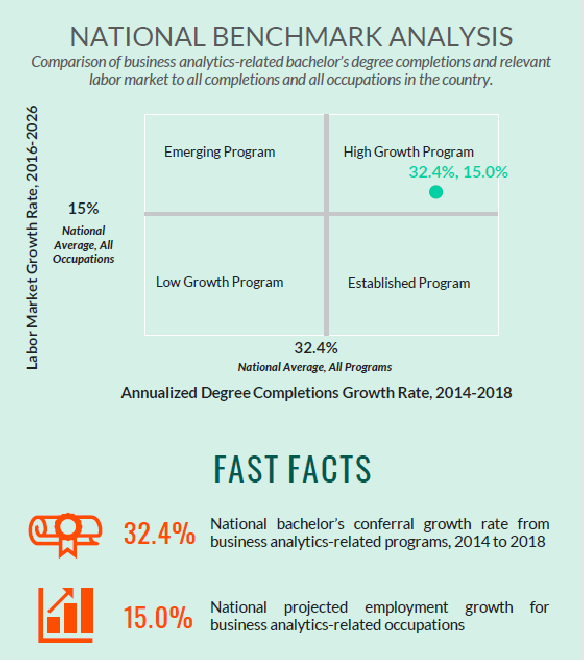 NATIONAL BENCHMARK ANALYSIS
Comparison of business analytics-related bachelor's degree completions and relevant
labor market to all completions and all occupations in the country.
Labor Market Growth Rate, 2016-2026
Emerging Program
High Growth Program
32.4%, 15.0%
15%
National
Average, All
Occupations
Low Growth Program
Established Program
32.4%
National Average, All Programs
Annualized Degree Completions Growth Rate, 2014-2018
FAST FACTS
32.4%
National bachelor's conferral growth rate from
business analytics-related programs, 2014 to 2018
15.0%
National projected employment growth for
business analytics-related occupations